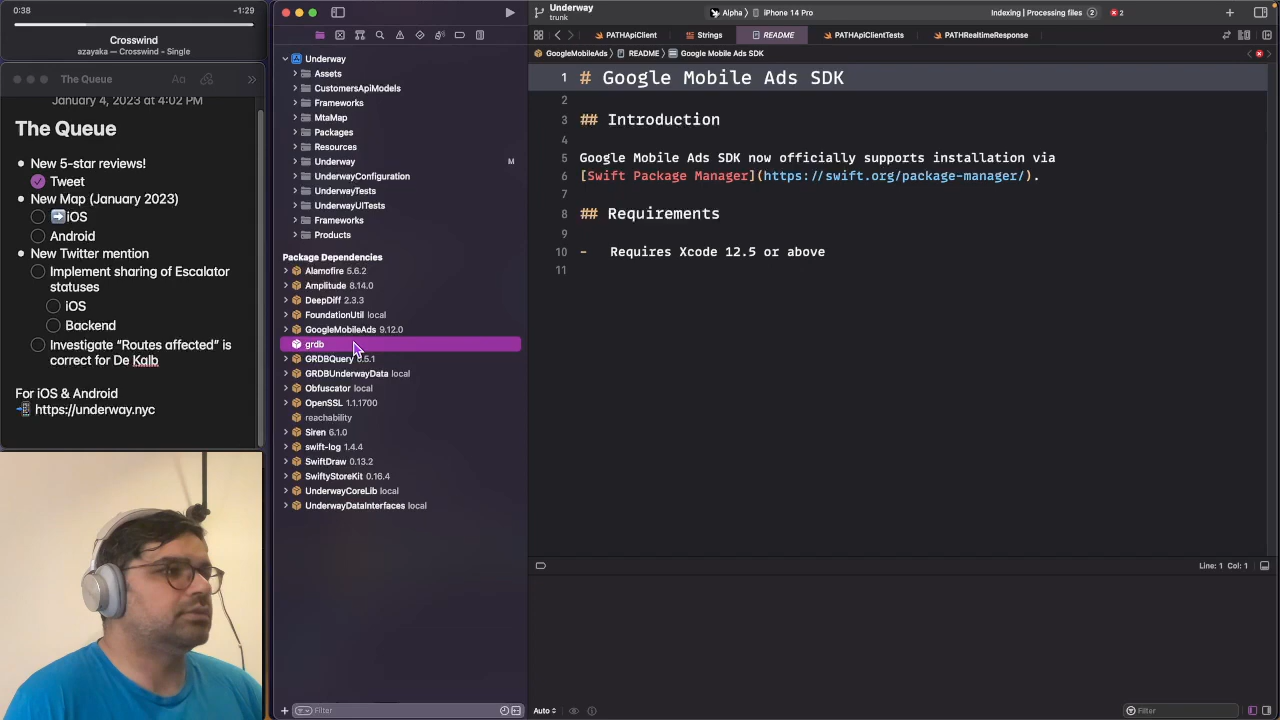 0:38
-1:29
Crosswind
azayaka — Crosswind - Single
The Queue
Aa
January 4, 2023 at 4:02 PM
The Queue
New 5-star reviews!
Tweet
New Map (January 2023)
➡️iOS
Android
New Twitter mention
Implement sharing of Escalator
statuses
iOS
Backend
Investigate “Routes affected” is
correct for De Kalb
For iOS & Android
📲 https://underway.nyc
Underway
Assets
CustomersApiModels
Frameworks
MtaMap
Packages
Resources
Underway M
UnderwayConfiguration
UnderwayTests
UnderwayUITests
Frameworks
Products
Package Dependencies
Alamofire 5.6.2
Amplitude 8.14.0
DeepDiff 2.3.3
FoundationUtil local
GoogleMobileAds 9.12.0
grdb
GRDBQuery 0.5.1
GRDBUnderwayData local
Obfuscator local
OpenSSL 1.1.1700
reachability
Siren 6.1.0
swift-log 1.4.4
SwiftDraw 0.13.2
SwiftyStoreKit 0.16.4
UnderwayCoreLib local
UnderwayDataInterfaces local
Filter
Underway
trunk
Alpha 〉 iPhone 14 Pro
Indexing | Processing files 2
2
PATHApiClient
Strings
README
PATHApiClientTests
PATHRealtimeResponse
GoogleMobileAds 〉 README 〉 Google Mobile Ads SDK
1 # Google Mobile Ads SDK
2
3 ## Introduction
4
5 Google Mobile Ads SDK now officially supports installation via
6 [Swift Package Manager](https://swift.org/package-manager/).
7
8 ## Requirements
9
10 - Requires Xcode 12.5 or above
11
Line: 1 Col: 1
Auto
Filter